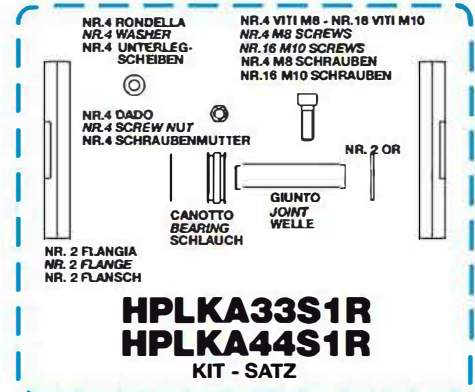 NR.4 RONDELLA
NR.4 WASHER
NR.4 UNTERLEG-
SCHEIBEN
NR.4 VITI M8 - NR.16 VITI M10
NR.4 M8 SCREWS
NR.16 M10 SCREWS
NR.4 M8 SCHRAUBEN
NR.16 M10 SCHRAUBEN
NR.4 DADO
NR.4 SCREW NUT
NR.4 SCHRAUBENMUTTER
NR. 2 OR
CANOTTO
BEARING
SCHLAUCH
GIUNTO
JOINT
WELLE
NR. 2 FLANGIA
NR. 2 FLANGE
NR. 2 FLANSCH
HPLKA33S1R
HPLKA44S1R
KIT - SATZ